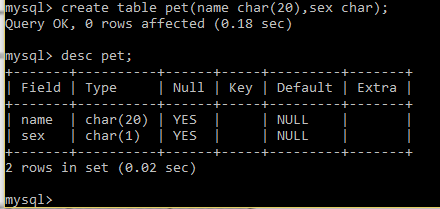 mysql> create table pet(name char(20),sex char);
Query OK, 0 rows affected (0.18 sec)
mysql> desc pet;
+-------+----------+------+-----+---------+-------+
| Field | Type     | Null | Key | Default | Extra |
+-------+----------+------+-----+---------+-------+
| name  | char(20) | YES  |     | NULL    |       |
| sex   | char(1)  | YES  |     | NULL    |       |
+-------+----------+------+-----+---------+-------+
2 rows in set (0.02 sec)
mysql>